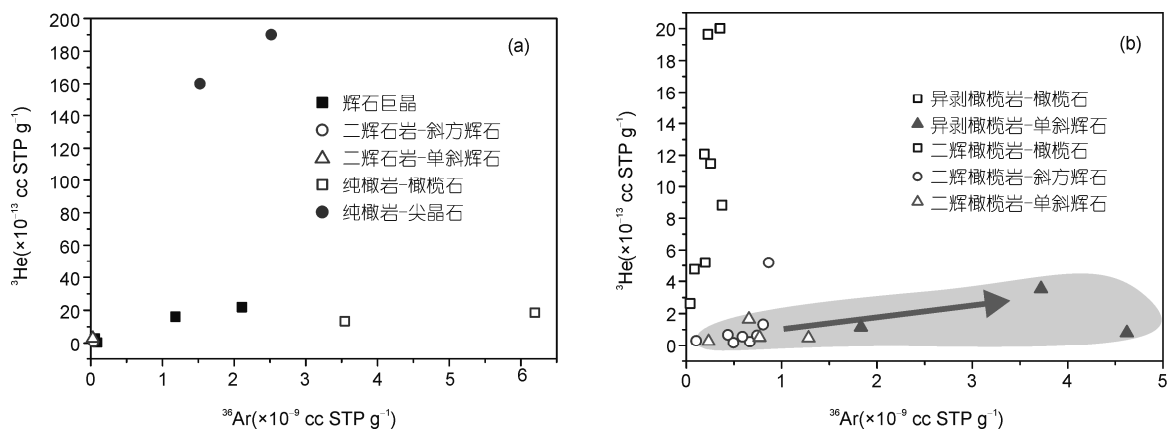 (a)
200
180
160
140
120
100
80
60
40
20
0
³He(×10⁻¹³ cc STP g⁻¹)
辉石巨晶
二辉石岩-斜方辉石
二辉石岩-单斜辉石
纯橄岩-橄榄石
纯橄岩-尖晶石
0 1 2 3 4 5 6
³⁶Ar(×10⁻⁹ cc STP g⁻¹)
(b)
20
18
16
14
12
10
8
6
4
2
0
³He(×10⁻¹³ cc STP g⁻¹)
异剥橄榄岩-橄榄石
异剥橄榄岩-单斜辉石
二辉橄榄岩-橄榄石
二辉橄榄岩-斜方辉石
二辉橄榄岩-单斜辉石
0 1 2 3 4 5
³⁶Ar(×10⁻⁹ cc STP g⁻¹)